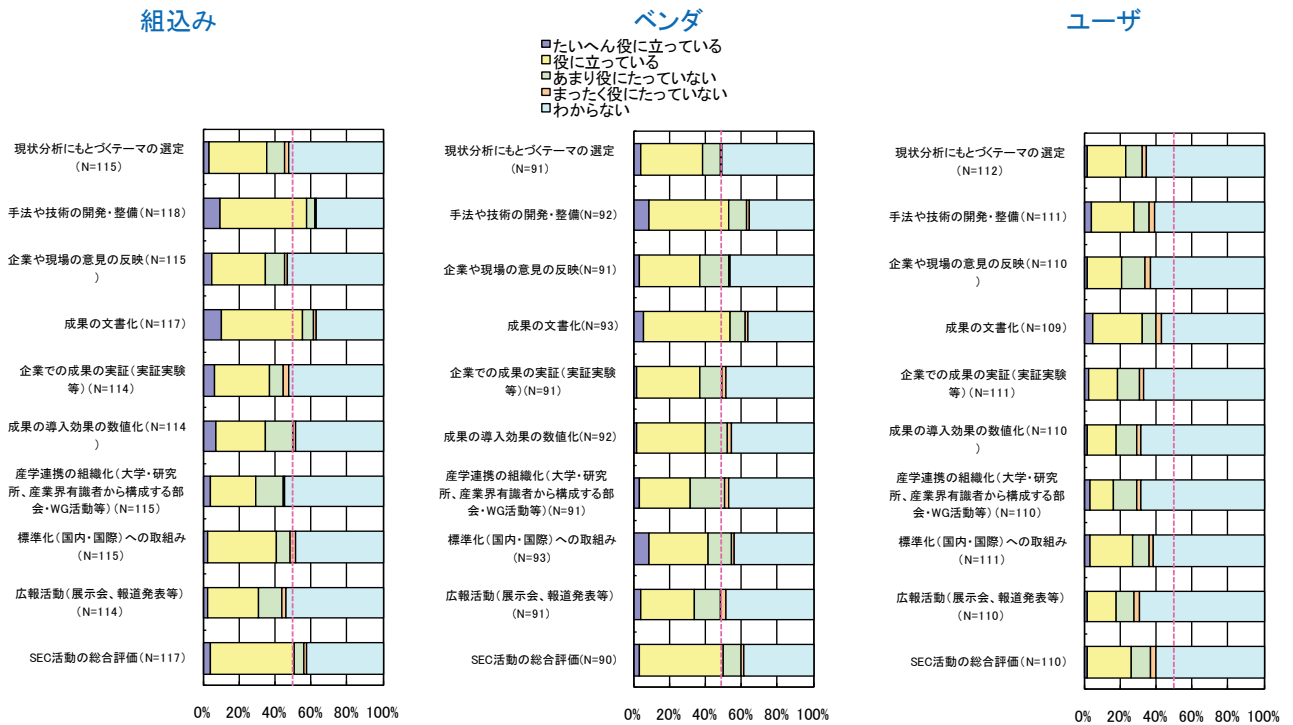 組込み
ベンダ
ユーザ
たいへん役に立っている
役に立っている
あまり役にたっていない
まったく役にたっていない
わからない
現状分析にもとづくテーマの選定
(N=115)
手法や技術の開発・整備(N=118)
企業や現場の意見の反映(N=115
)
成果の文書化(N=117)
企業での成果の実証(実証実験
等)(N=114)
成果の導入効果の数値化(N=114
)
産学連携の組織化(大学・研究
所、産業界有識者から構成する部
会・WG活動等)(N=115)
標準化(国内・国際)への取組み
(N=115)
広報活動(展示会、報道発表等)
(N=114)
SEC活動の総合評価(N=117)
0% 20% 40% 60% 80% 100%
現状分析にもとづくテーマの選定
(N=91)
手法や技術の開発・整備(N=92)
企業や現場の意見の反映(N=91)
成果の文書化(N=93)
企業での成果の実証(実証実験
等)(N=91)
成果の導入効果の数値化(N=92)
産学連携の組織化(大学・研究
所、産業界有識者から構成する部
会・WG活動等)(N=91)
標準化(国内・国際)への取組み
(N=93)
広報活動(展示会、報道発表等)
(N=91)
SEC活動の総合評価(N=90)
0% 20% 40% 60% 80% 100%
現状分析にもとづくテーマの選定
(N=112)
手法や技術の開発・整備(N=111)
企業や現場の意見の反映(N=110
)
成果の文書化(N=109)
企業での成果の実証(実証実験
等)(N=111)
成果の導入効果の数値化(N=110
)
産学連携の組織化(大学・研究
所、産業界有識者から構成する部
会・WG活動等)(N=110)
標準化(国内・国際)への取組み
(N=111)
広報活動(展示会、報道発表等)
(N=110)
SEC活動の総合評価(N=110)
0% 20% 40% 60% 80% 100%